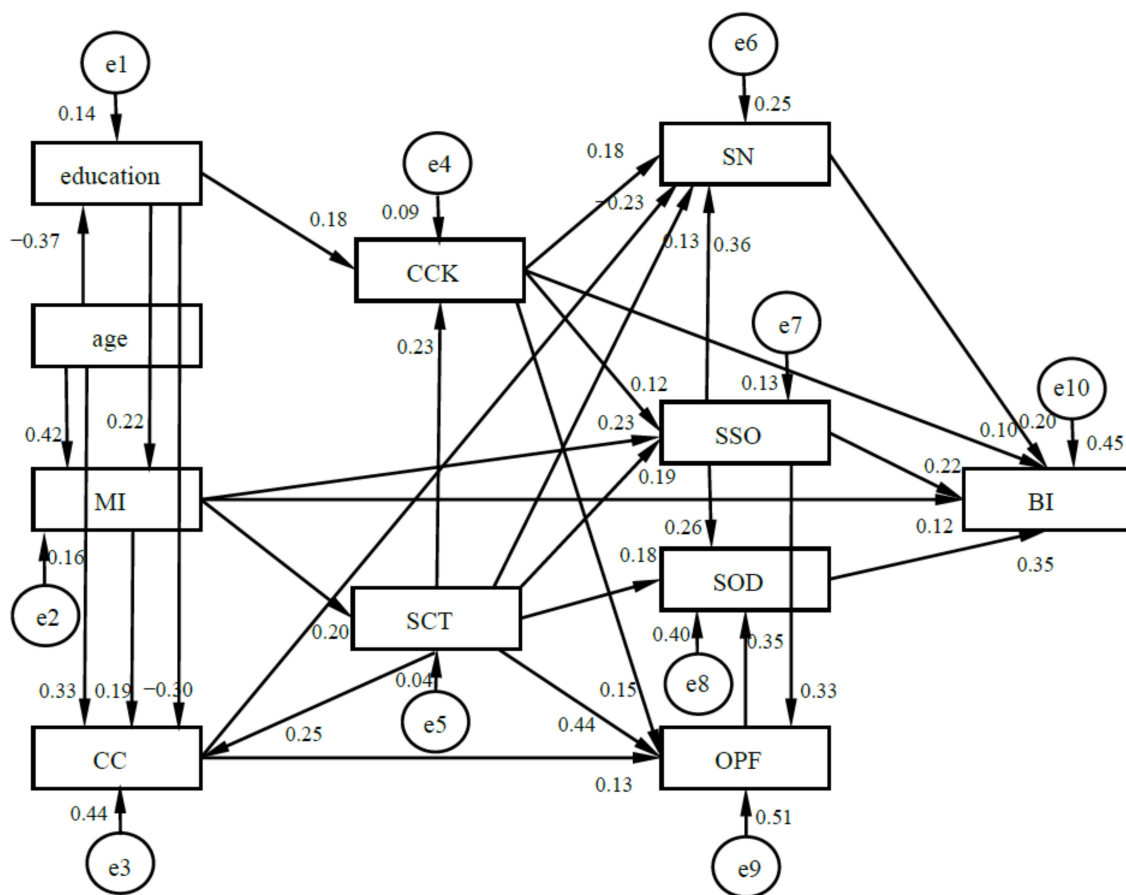 e6
e1
0.25
0.14
SN
e4
0.18
education
0.09
−0.23
0.18
0.13
0.36
−0.37
CCK
e7
age
0.23
0.12
0.13
e10
0.42
0.22
0.23
SSO
0.10
0.20
0.45
0.19
0.22
MI
BI
0.16
0.26
0.12
0.18
SOD
0.35
e2
0.20
SCT
0.40
0.35
e8
0.33
0.19
−0.30
0.04
0.15
0.33
e5
0.25
0.44
CC
OPF
0.13
0.44
0.51
e3
e9